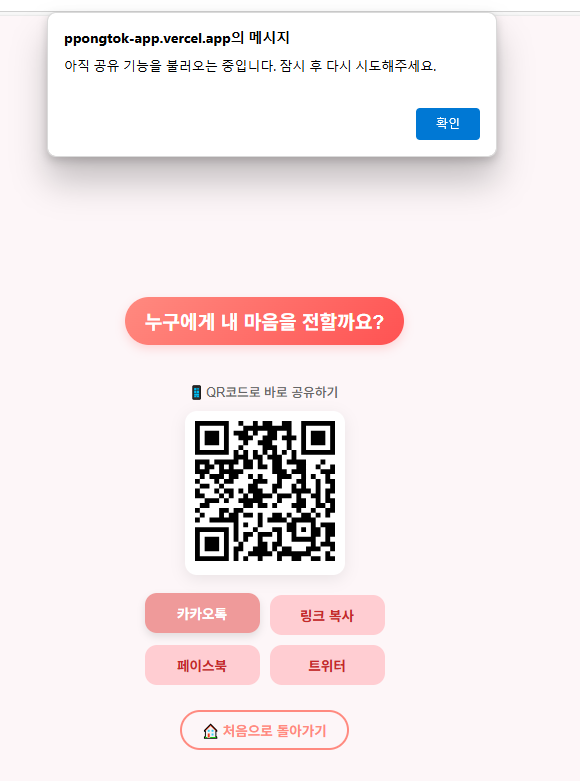 ppongtok-app.vercel.app의 메시지
아직 공유 기능을 불러오는 중입니다. 잠시 후 다시 시도해주세요.
확인
누구에게 내 마음을 전할까요?
QR코드로 바로 공유하기
카카오톡
링크 복사
페이스북
트위터
처음으로 돌아가기